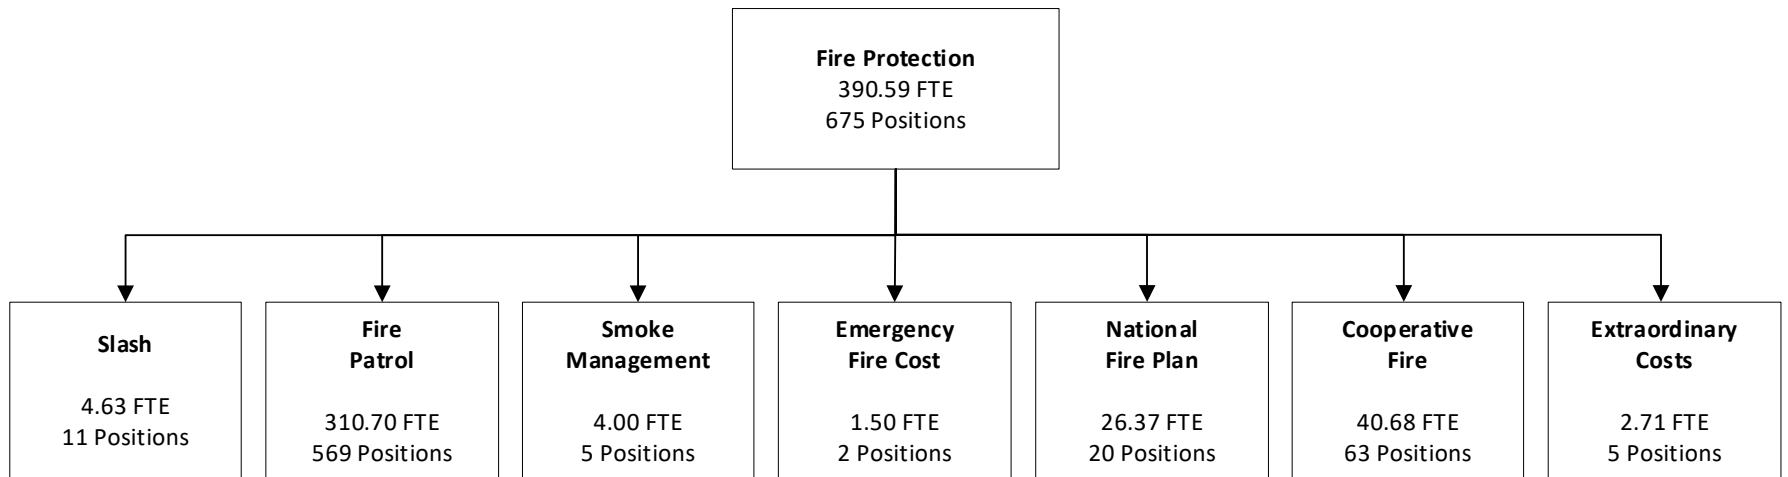 Fire Protection
390.59 FTE
675 Positions
Slash
4.63 FTE
11 Positions
Fire
Patrol
310.70 FTE
569 Positions
Smoke
Management
4.00 FTE
5 Positions
Emergency
Fire Cost
1.50 FTE
2 Positions
National
Fire Plan
26.37 FTE
20 Positions
Cooperative
Fire
40.68 FTE
63 Positions
Extraordinary
Costs
2.71 FTE
5 Positions